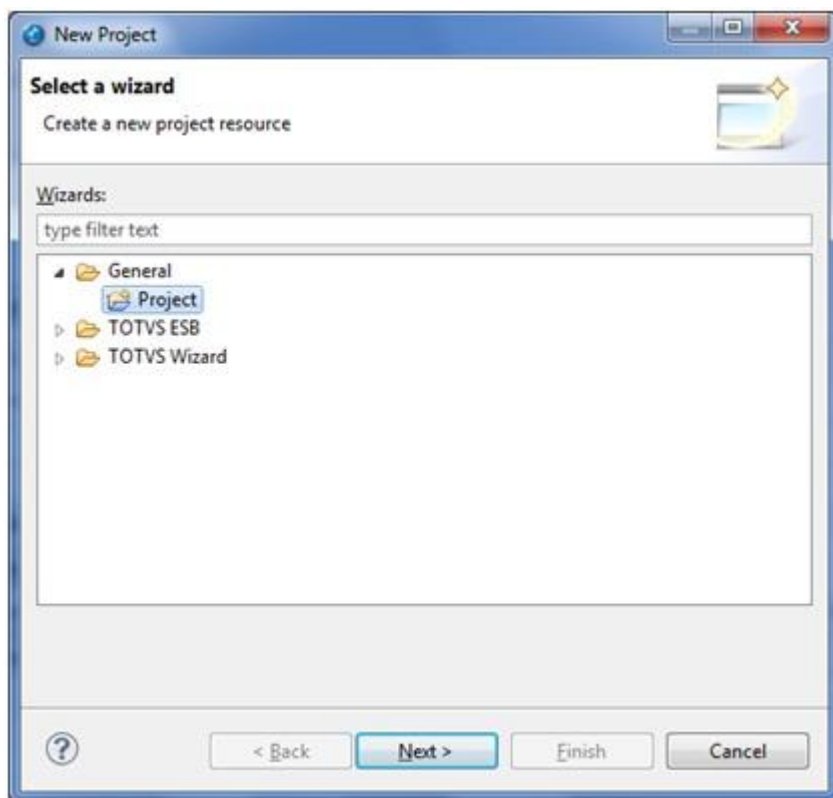 New Project
Select a wizard
Create a new project resource
Wizards:
type filter text
General
Project
TOTVS ESB
TOTVS Wizard
< Back Next > Finish Cancel